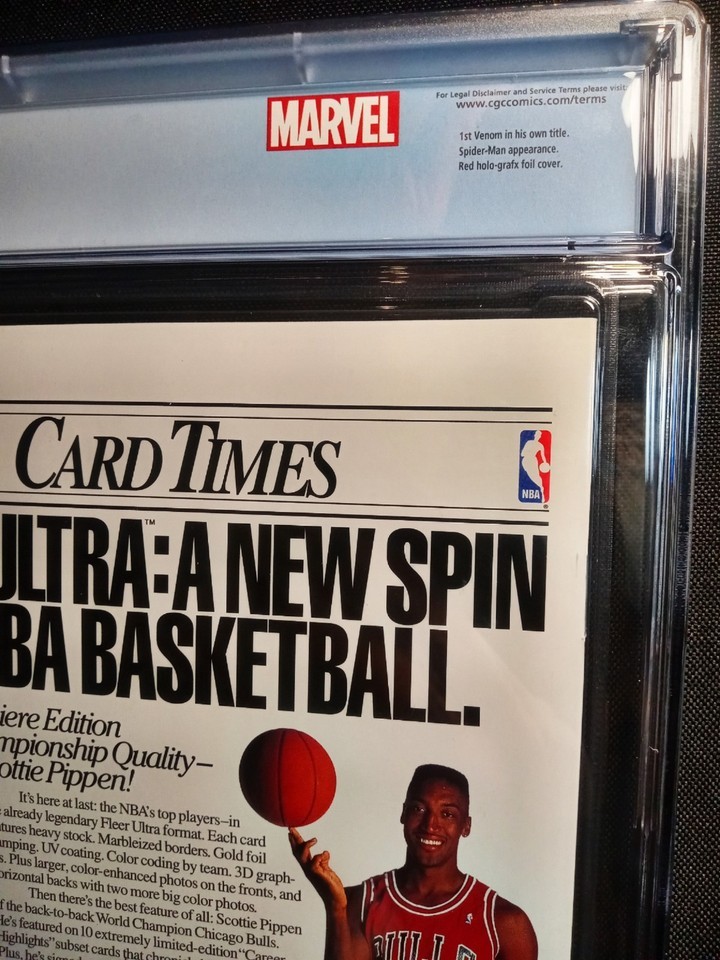 MARVEL
For Legal Disclaimer and Service Terms please visit
www.cgccomics.com/terms
1st Venom in his own title.
Spider-Man appearance.
Red holo-grafx foil cover.
CARD TIMES
NBA
ULTRA™: A NEW SPIN
BA BASKETBALL.
iere Edition
mpionship Quality–
ottie Pippen!
It's here at last: the NBA's top players–in
already legendary Fleer Ultra format. Each card
tures heavy stock. Marbleized borders. Gold foil
amping. UV coating. Color coding by team. 3D graph-
s. Plus larger, color-enhanced photos on the fronts, and
orizontal backs with two more big color photos.
Then there's the best feature of all: Scottie Pippen
f the back-to-back World Champion Chicago Bulls.
He's featured on 10 extremely limited-edition "Career
Highlights" subset cards that
Plus, he's
BULLS